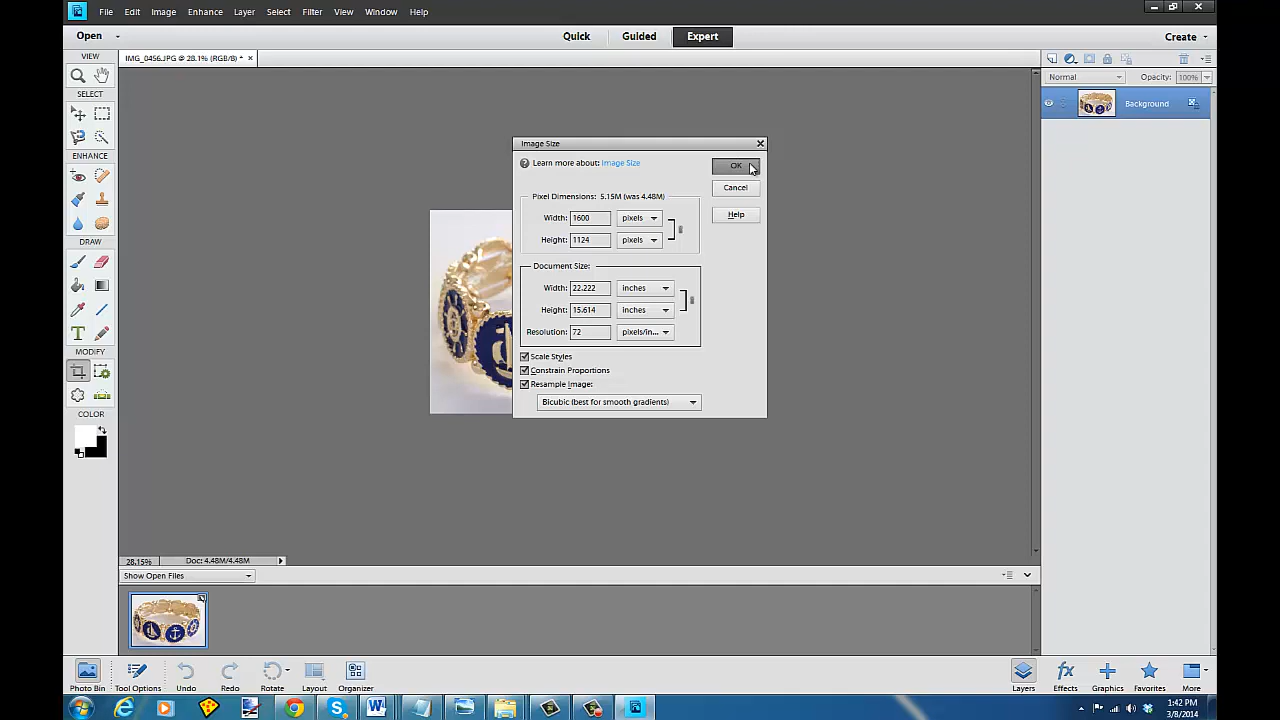 File Edit Image Enhance Layer Select Filter View Window Help
Open Quick Guided Expert Create
VIEW
IMG_0456.JPG @ 28.1% (RGB/8) *
Normal Opacity: 100%
SELECT
Background
ENHANCE
Image Size
Learn more about: Image Size
OK
Cancel
Help
Pixel Dimensions: 5.15M (was 4.48M)
Width: 1600 pixels
Height: 1124 pixels
Document Size:
Width: 22.222 inches
Height: 15.614 inches
Resolution: 72 pixels/in...
Scale Styles
Constrain Proportions
Resample Image:
Bicubic (best for smooth gradients)
DRAW
T
MODIFY
COLOR
28.15% Doc: 4.48M/4.48M
Show Open Files
Photo Bin Tool Options Undo Redo Rotate Layout Organizer Layers Effects Graphics Favorites More
1:42 PM
3/8/2014